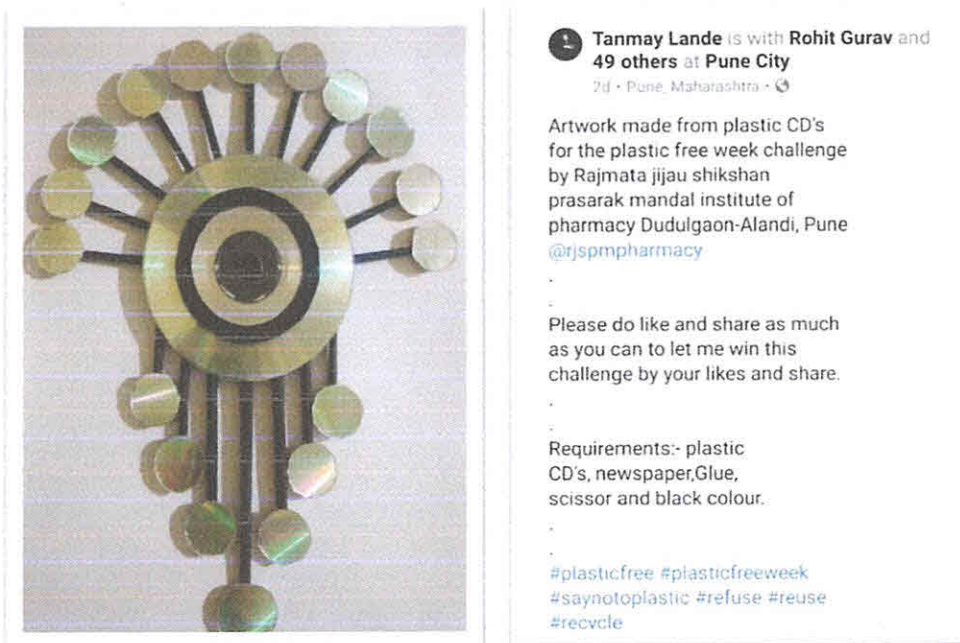 Tanmay Lande is with Rohit Gurav and
49 others at Pune City
2d • Pune, Maharashtra •
Artwork made from plastic CD's
for the plastic free week challenge
by Rajmata jijau shikshan
prasarak mandal institute of
pharmacy Dudulgaon-Alandi, Pune
@rjspmpharmacy
.
.
Please do like and share as much
as you can to let me win this
challenge by your likes and share.
.
.
Requirements:- plastic
CD's, newspaper,Glue,
scissor and black colour.
.
.
#plasticfree #plasticfreeweek
#saynotoplastic #refuse #reuse
#recycle